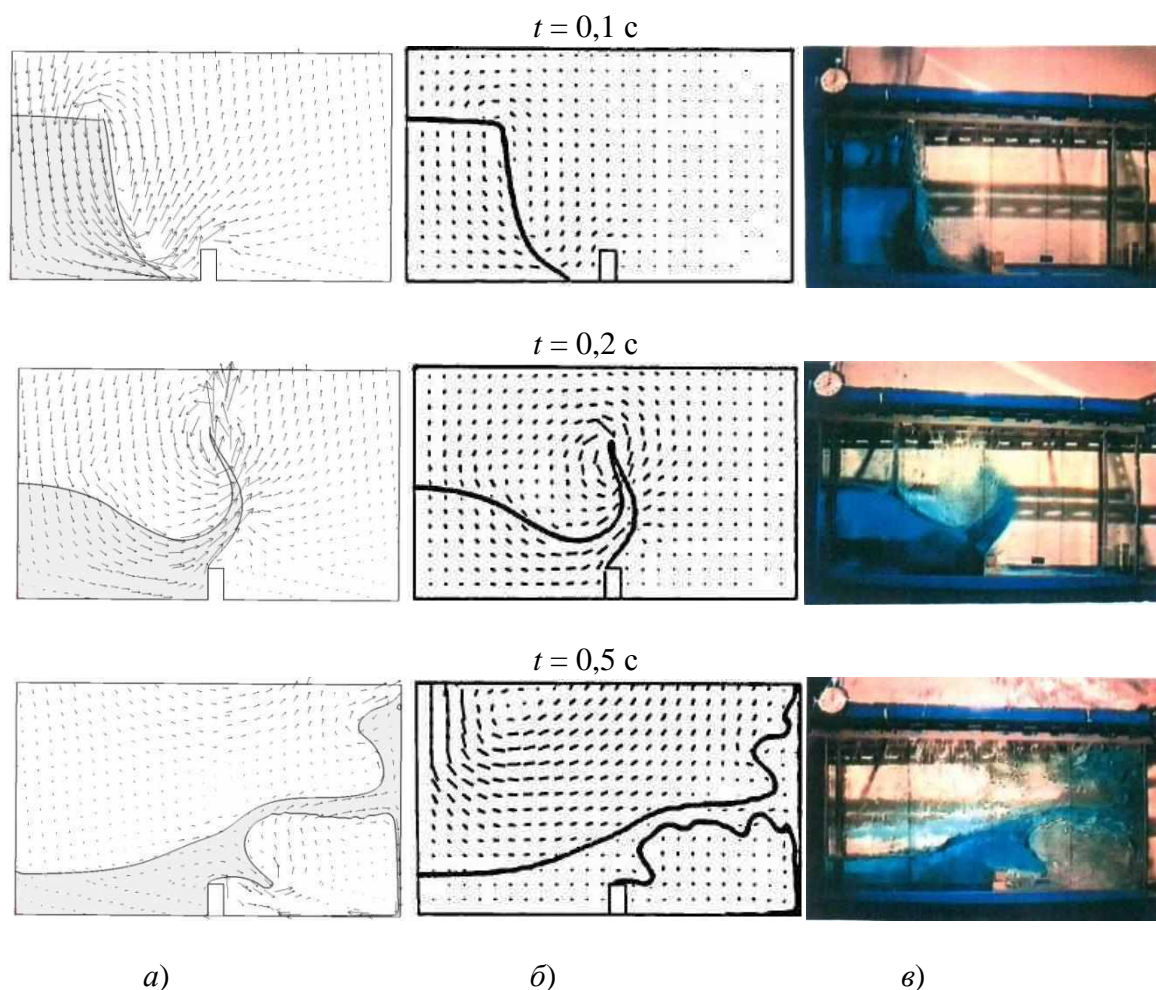 t = 0,1 с
t = 0,2 с
t = 0,5 с
а) б) в)